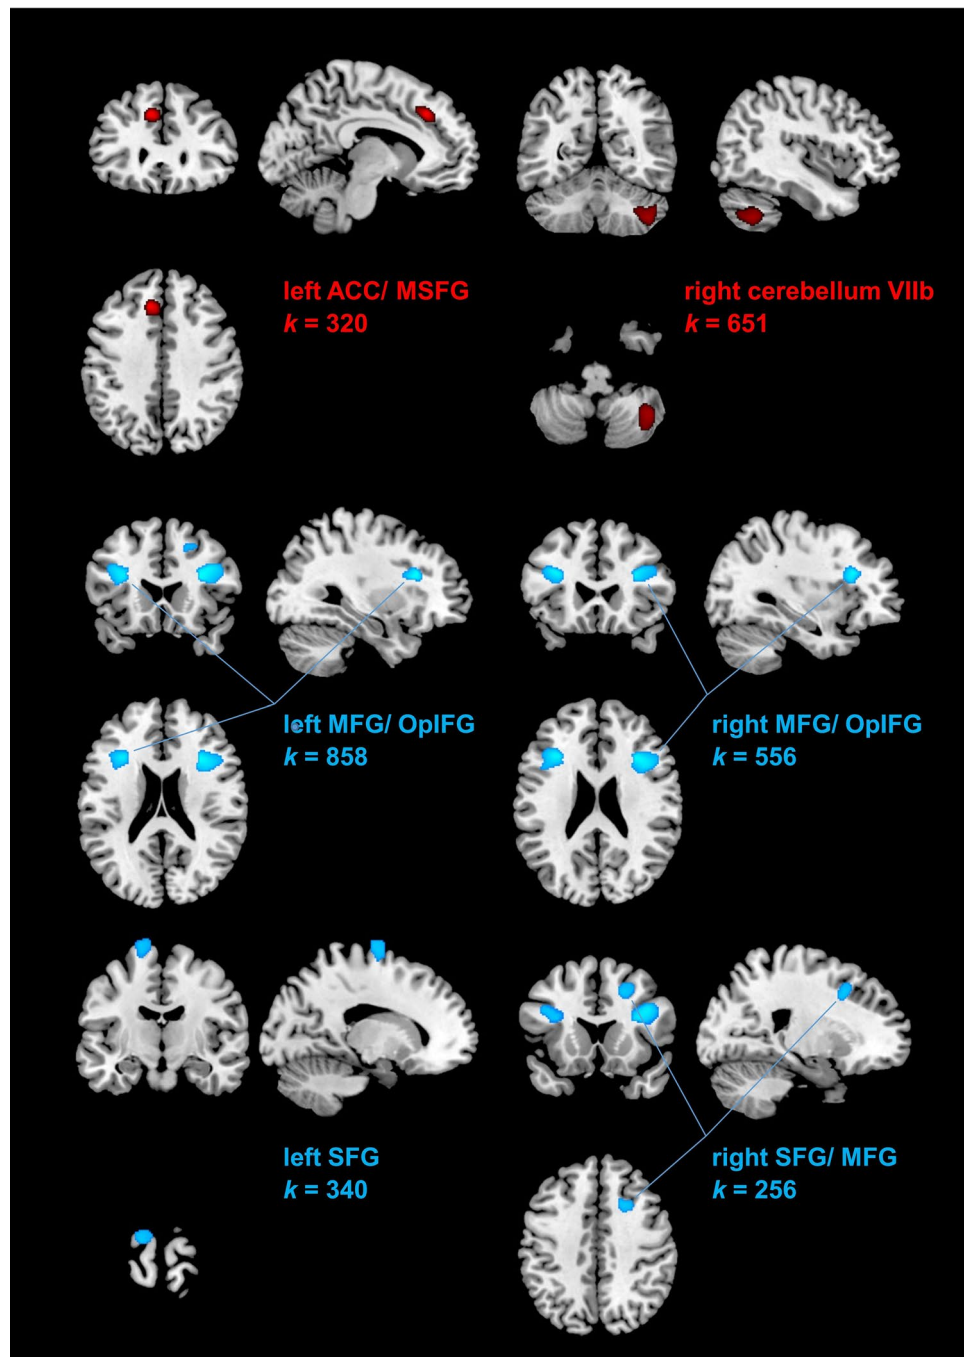 left ACC/ MSFG
k = 320
right cerebellum VIIb
k = 651
left MFG/ OpIFG
k = 858
right MFG/ OpIFG
k = 556
left SFG
k = 340
right SFG/ MFG
k = 256